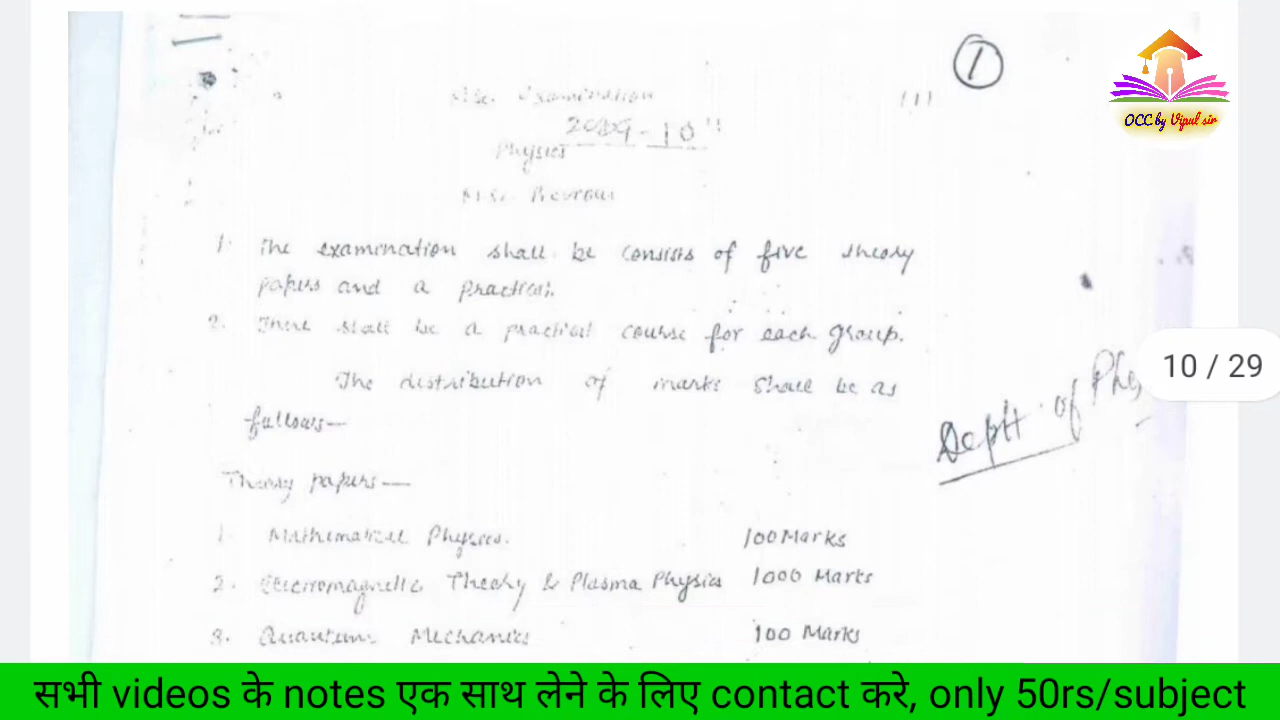 1
OCC by Vipul sir
M.Sc. Examination (1)
2009-10
Physics
M.Sc. Previous
1. The examination shall be consists of five theory
papers and a practical.
2. There shall be a practical course for each group.
The distribution of marks shall be as
follows—
Deptt. of Phy
10 / 29
Theory papers—
1. Mathematical Physics. 100 Marks
2. Electromagnetic Theory & Plasma Physics 1000 Marks
3. Quantum Mechanics 100 Marks
सभी videos के notes एक साथ लेने के लिए contact करे, only 50rs/subject